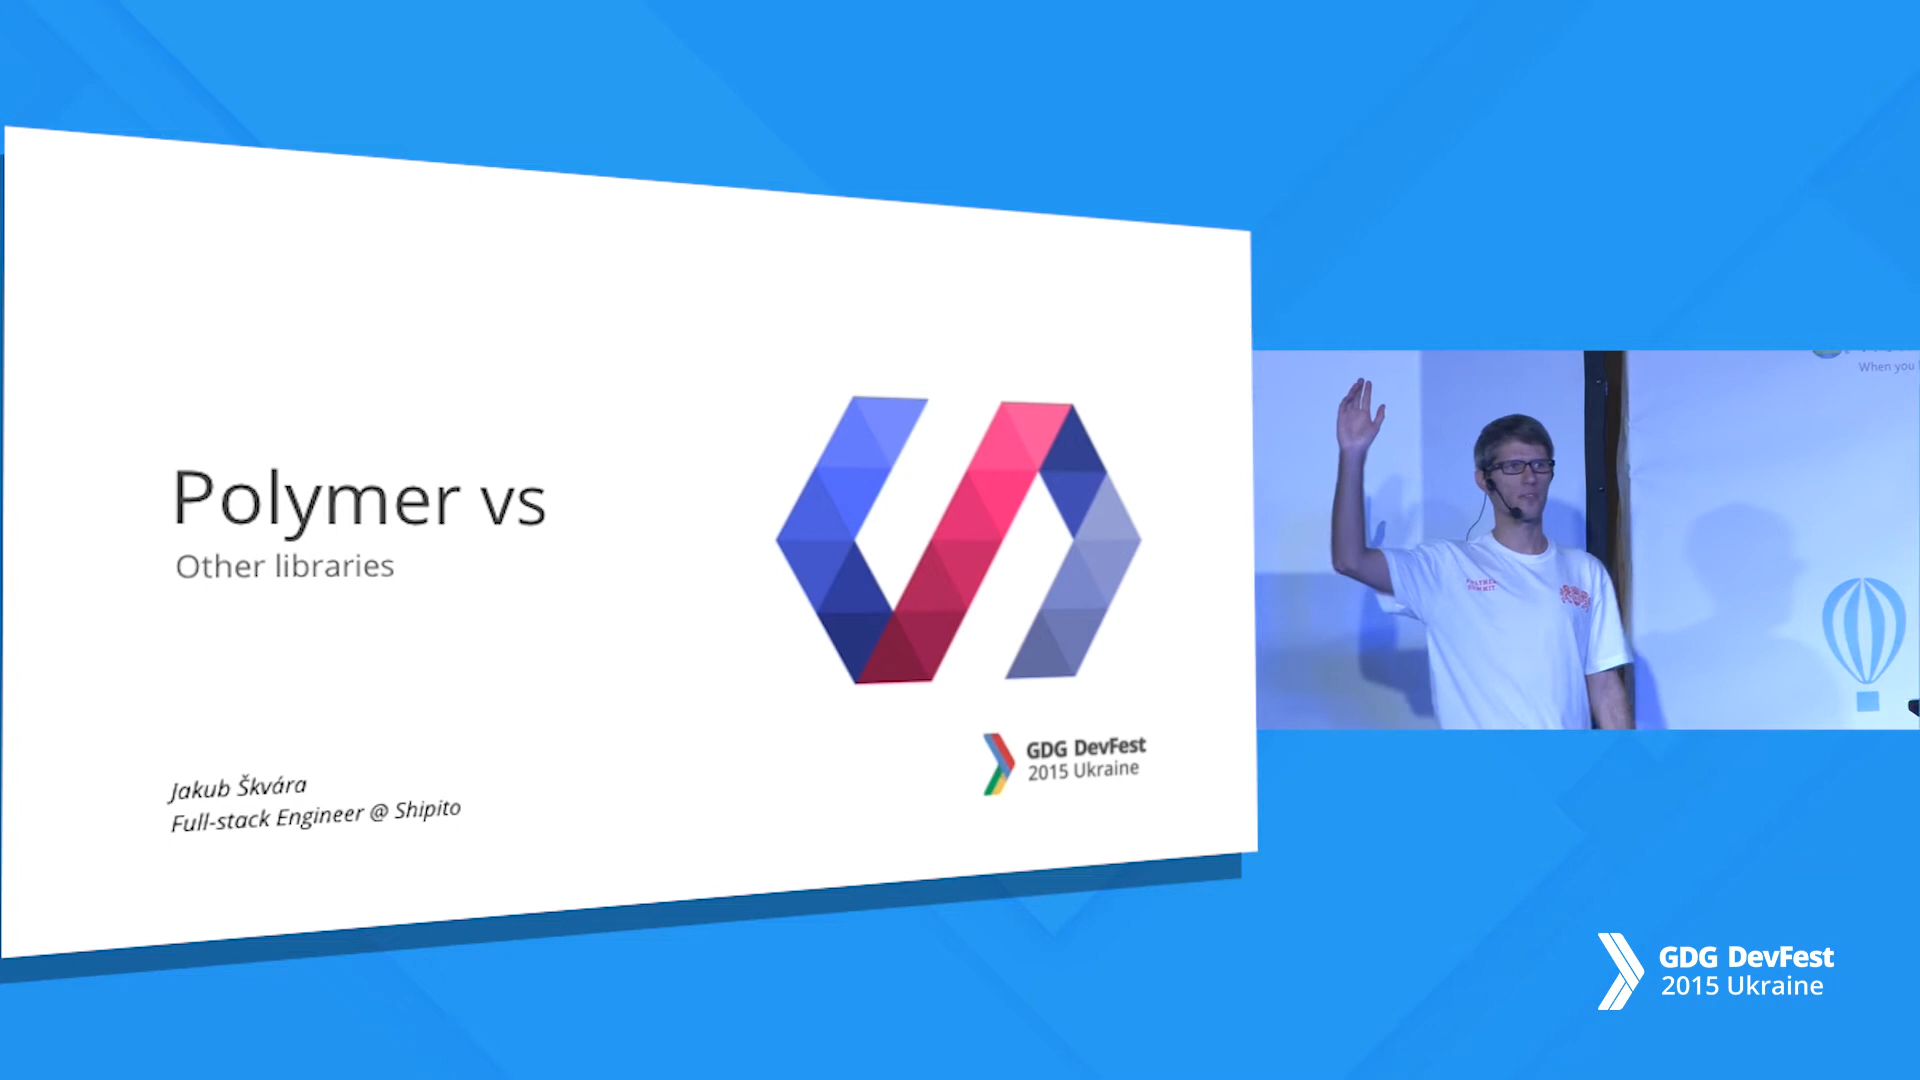 Polymer vs
Other libraries
Jakub Škvára
Full-stack Engineer @ Shipito
GDG DevFest
2015 Ukraine
When you
GDG DevFest
2015 Ukraine